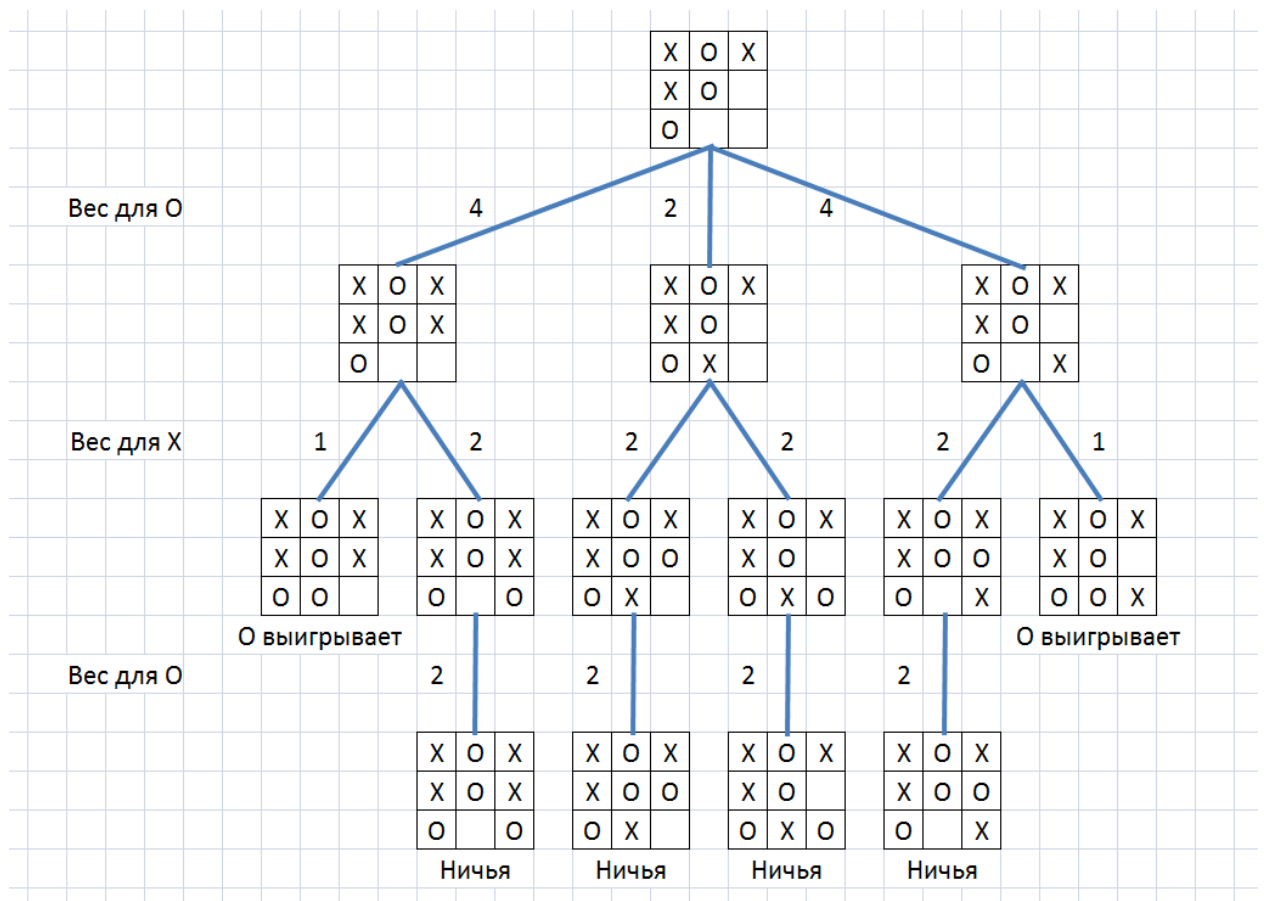 X O X
X O
O
Вес для О 4 2 4
X O X X O X X O X
X O X X O X O
O O X O X
Вес для X 1 2 2 2 2 1
X O X X O X X O X X O X X O X X O X
X O X X O X X O O X O X O O X O
O O O O O X O X O O X O O X
О выигрывает О выигрывает
Вес для О 2 2 2 2
X O X X O X X O X X O X
X O X X O O X O X O O
O O O X O X O O X
Ничья Ничья Ничья Ничья